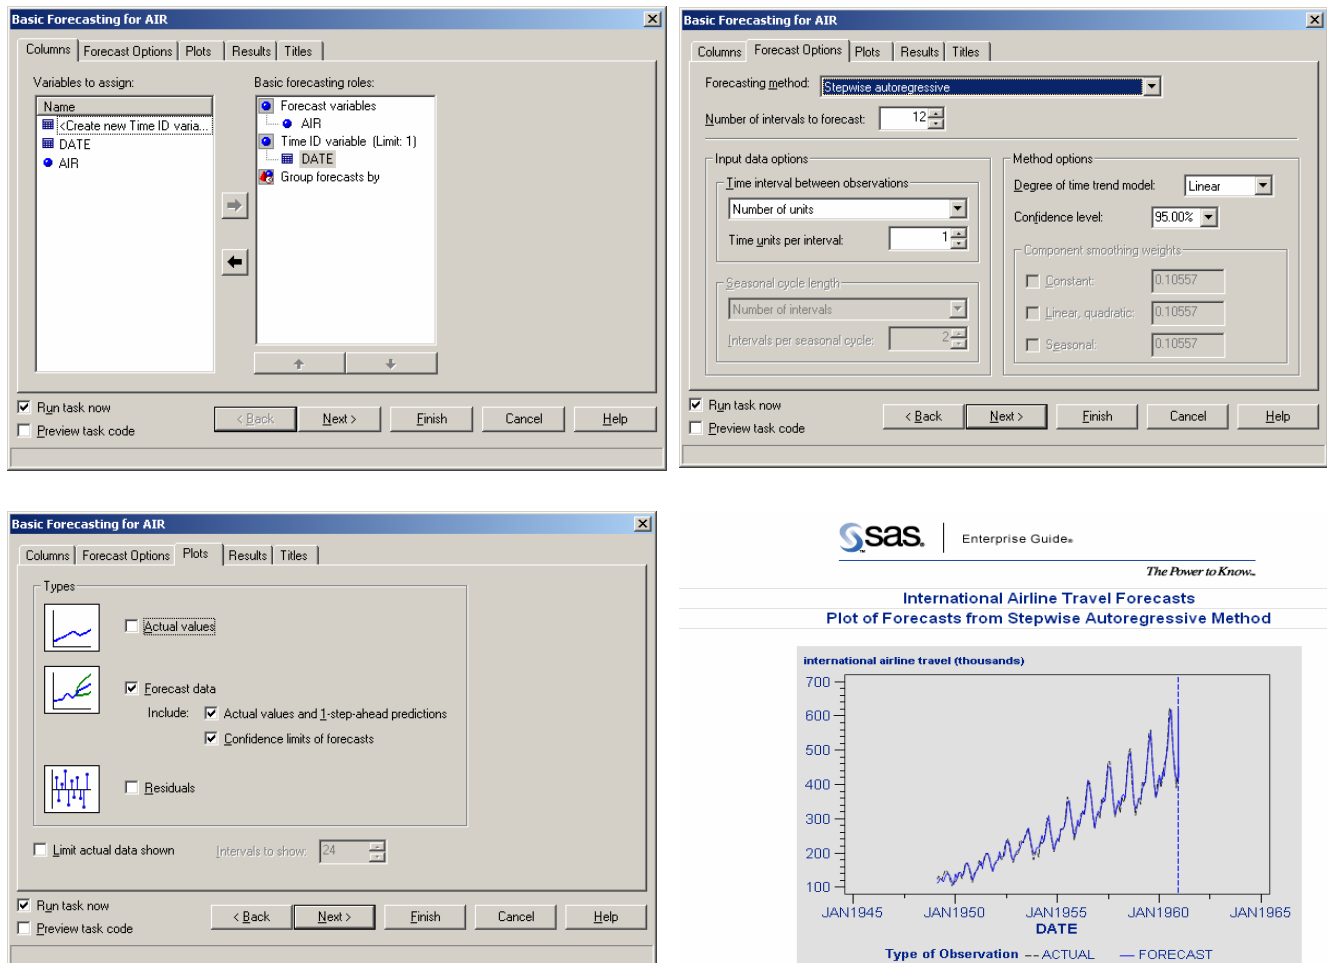 Basic Forecasting for AIR
Columns Forecast Options Plots Results Titles
Variables to assign:
Name
<Create new Time ID varia...
DATE
AIR
Basic forecasting roles:
Forecast variables
AIR
Time ID variable (Limit: 1)
DATE
Group forecasts by
Run task now
Preview task code
< Back Next > Finish Cancel Help
Basic Forecasting for AIR
Columns Forecast Options Plots Results Titles
Forecasting method: Stepwise autoregressive
Number of intervals to forecast: 12
Input data options
Time interval between observations
Number of units
Time units per interval: 1
Seasonal cycle length
Number of intervals
Intervals per seasonal cycle: 2
Method options
Degree of time trend model: Linear
Confidence level: 95.00%
Component smoothing weights
Constant: 0.10557
Linear, quadratic: 0.10557
Seasonal: 0.10557
Run task now
Preview task code
< Back Next > Finish Cancel Help
Basic Forecasting for AIR
Columns Forecast Options Plots Results Titles
Types
Actual values
Forecast data
Include: Actual values and 1-step-ahead predictions
Confidence limits of forecasts
Residuals
Limit actual data shown Intervals to show: 24
Run task now
Preview task code
< Back Next > Finish Cancel Help
sas. Enterprise Guide®
The Power to Know™
International Airline Travel Forecasts
Plot of Forecasts from Stepwise Autoregressive Method
international airline travel (thousands)
700
600
500
400
300
200
100
JAN1945 JAN1950 JAN1955 JAN1960 JAN1965
DATE
Type of Observation ACTUAL FORECAST